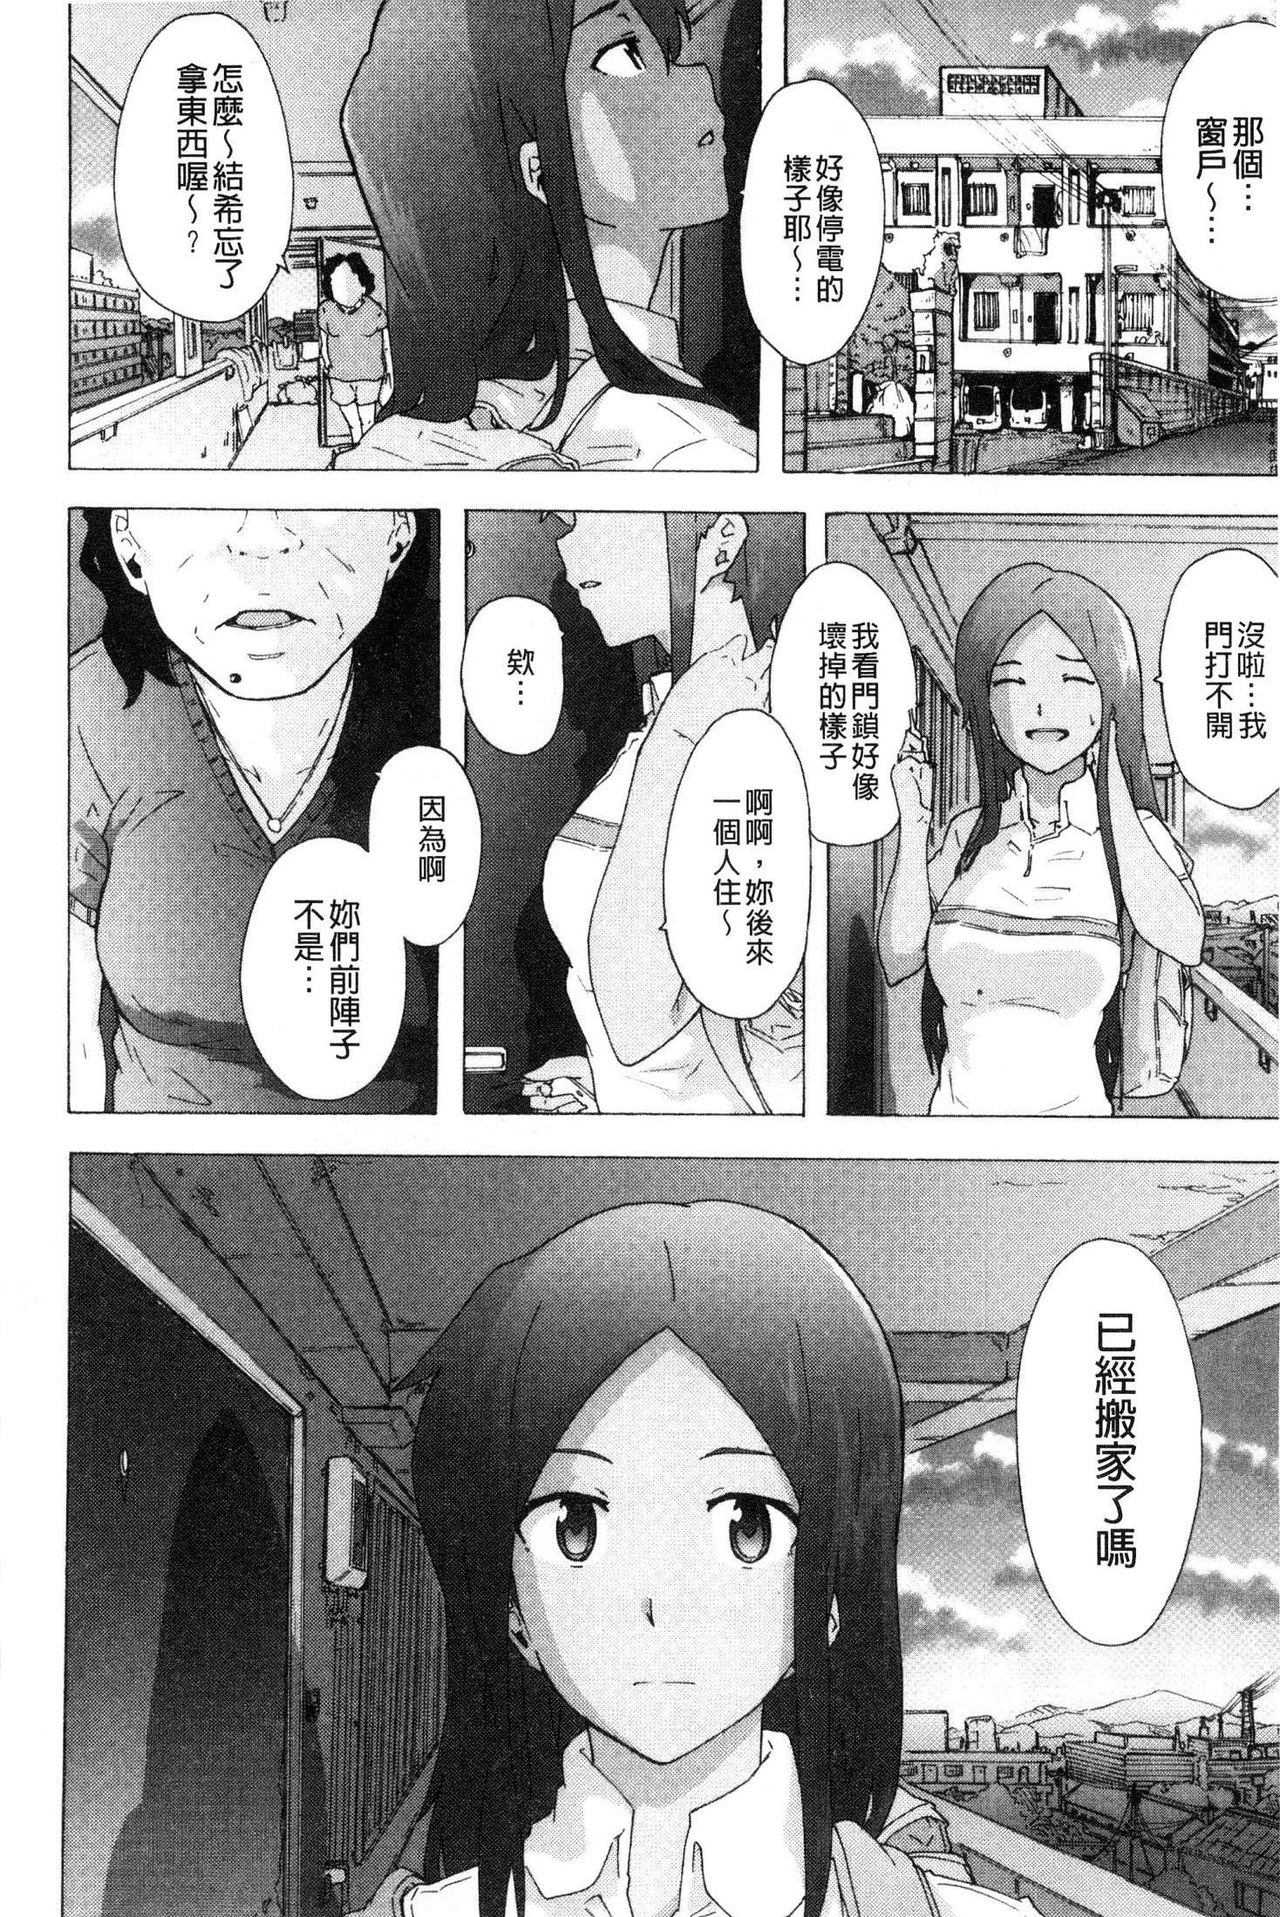 那個…
窗戶～…
好像停電的
樣子耶～…
怎麼～結希忘了
拿東西喔～？
沒啦…我
門打不開
我看門鎖好像
壞掉的樣子
啊啊，妳後來
一個人住～
欸…
因為啊
妳們前陣子
不是…
已經搬家了嗎